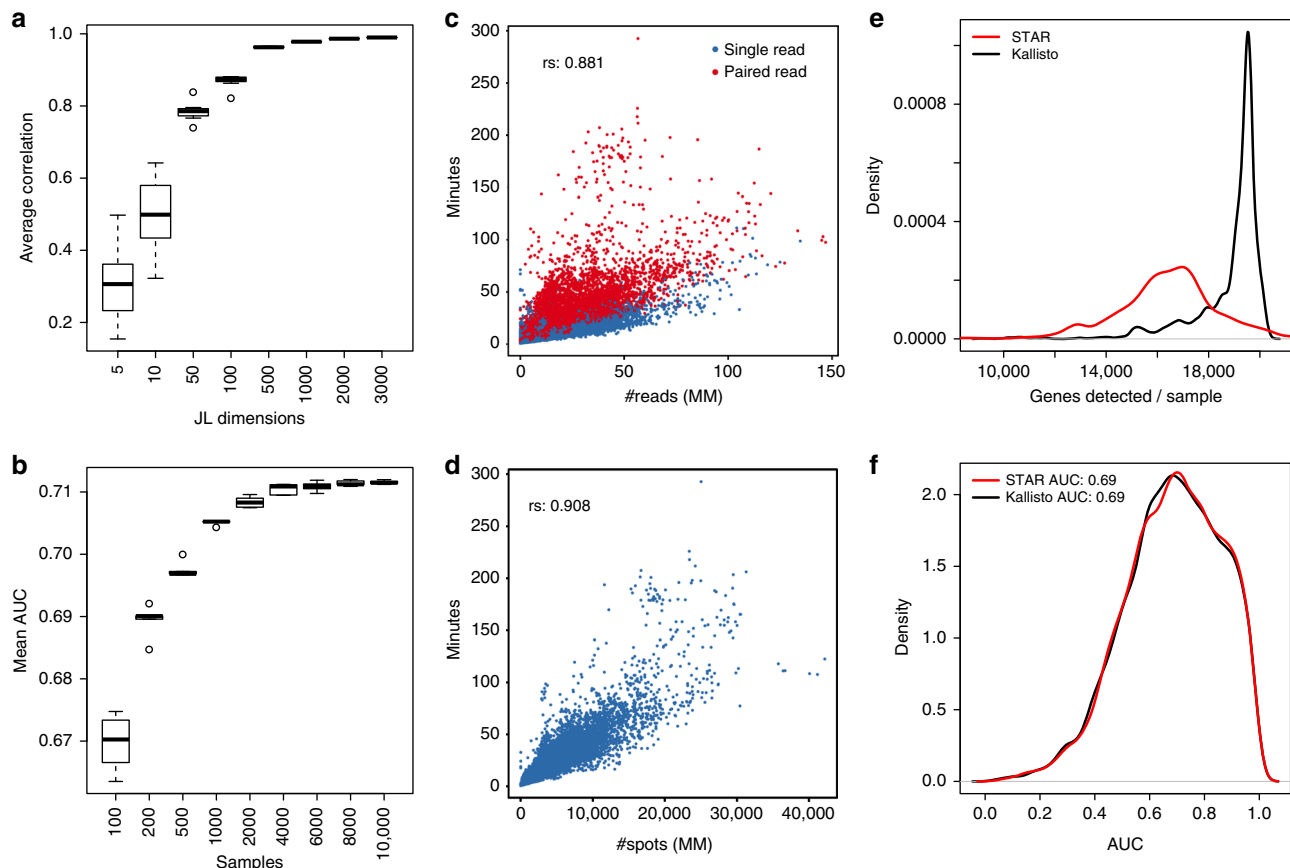 a
1.0
0.8
0.6
0.4
0.2
Average correlation
5
10
50
100
500
1000
2000
3000
JL dimensions
b
0.71
0.70
0.69
0.68
0.67
Mean AUC
100
200
500
1000
2000
4000
6000
8000
10,000
Samples
c
300
250
200
150
100
50
0
Minutes
rs: 0.881
Single read
Paired read
0
50
100
150
#reads (MM)
d
300
250
200
150
100
50
0
Minutes
rs: 0.908
0
10,000
20,000
30,000
40,000
#spots (MM)
e
STAR
Kallisto
0.0008
0.0004
0.0000
Density
10,000
14,000
18,000
Genes detected / sample
f
STAR AUC: 0.69
Kallisto AUC: 0.69
2.0
1.5
1.0
0.5
0.0
Density
0.0
0.2
0.4
0.6
0.8
1.0
AUC